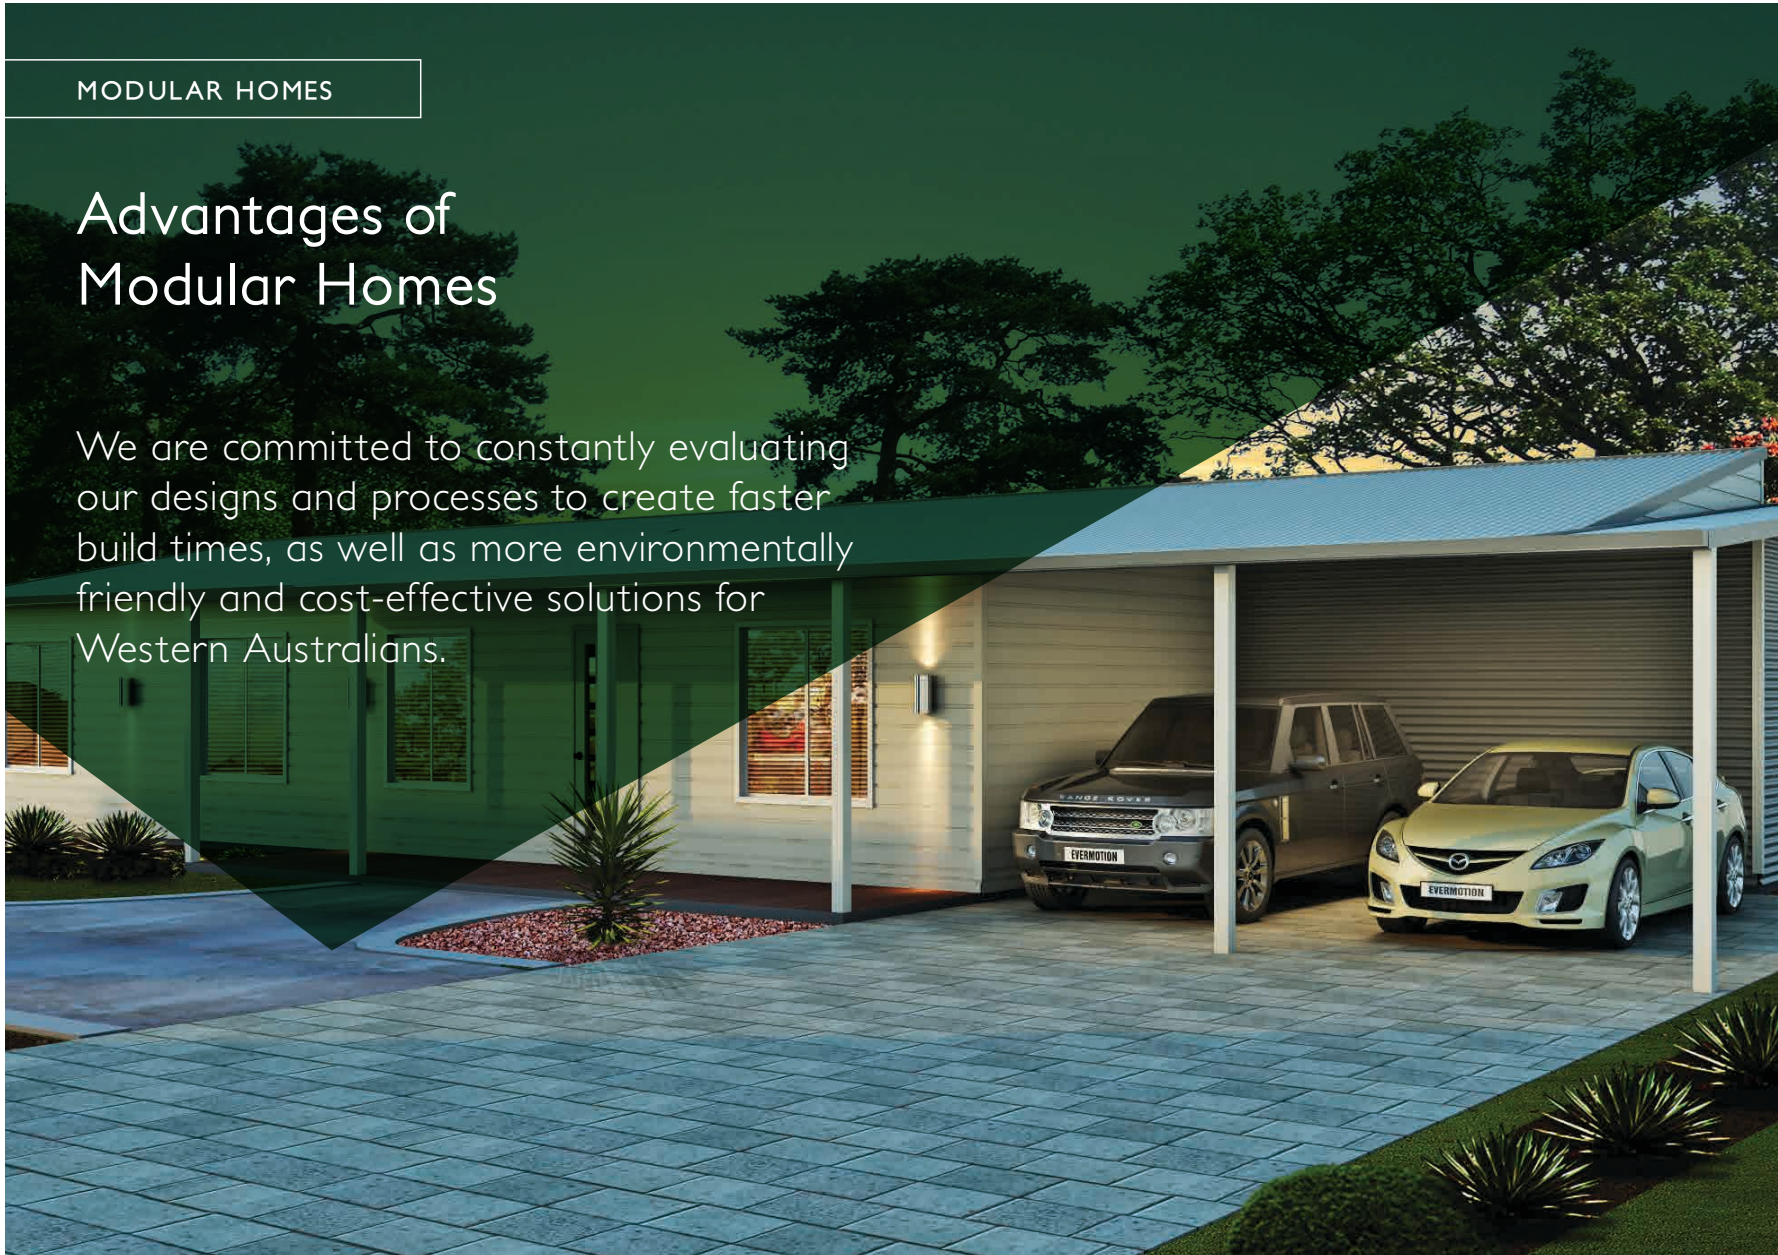 MODULAR HOMES
Advantages of
Modular Homes
We are committed to constantly evaluating
our designs and processes to create faster
build times, as well as more environmentally
friendly and cost-effective solutions for
Western Australians.
RANGE ROVER
EVERMOTION
EVERMOTION